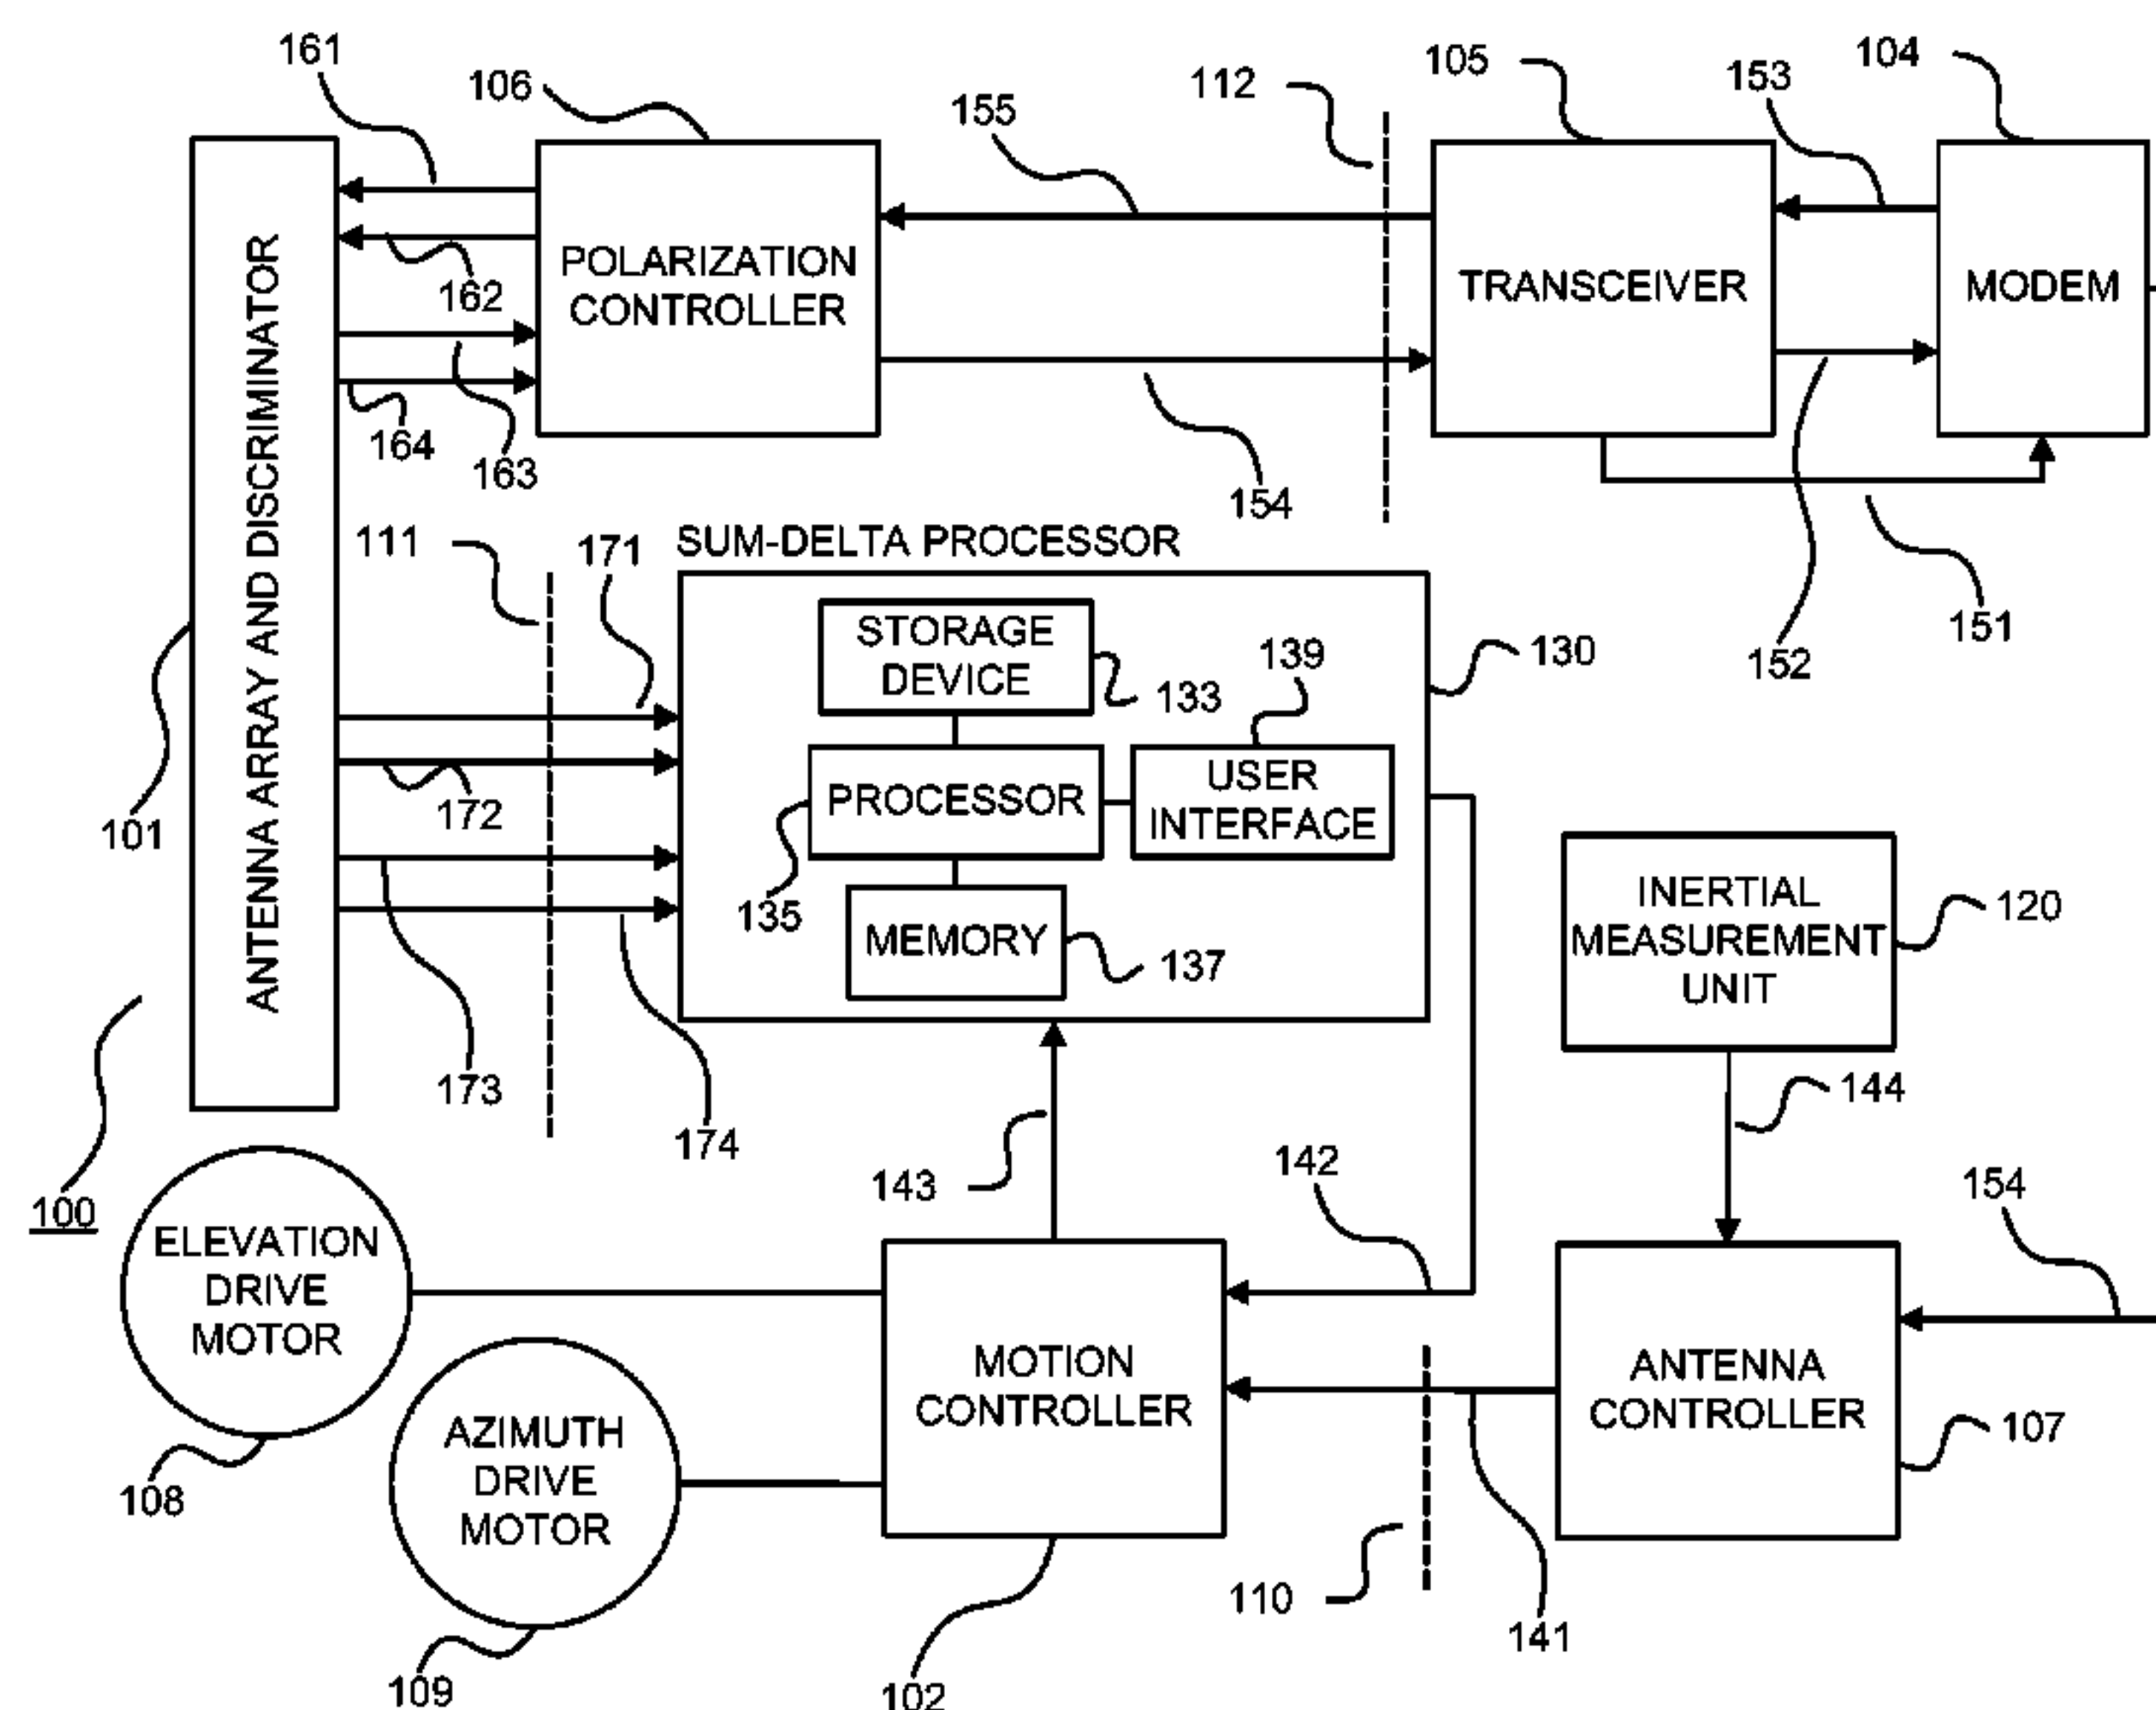 161
106
155
112
105
153
104
POLARIZATION
CONTROLLER
TRANSCEIVER
MODEM
162
164
163
154
152
151
ANTENNA ARRAY AND DISCRIMINATOR
101
100
111
171
172
173
174
SUM-DELTA PROCESSOR
130
STORAGE
DEVICE
133
139
PROCESSOR
135
USER
INTERFACE
MEMORY
137
INERTIAL
MEASUREMENT
UNIT
120
144
143
142
154
ELEVATION
DRIVE
MOTOR
108
AZIMUTH
DRIVE
MOTOR
109
MOTION
CONTROLLER
102
110
141
ANTENNA
CONTROLLER
107